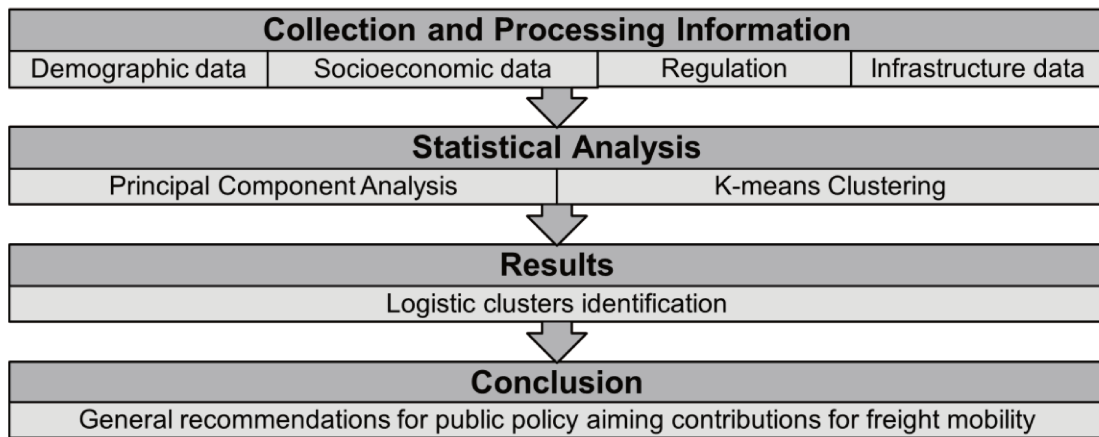 Collection and Processing Information
Demographic data Socioeconomic data Regulation Infrastructure data
Statistical Analysis
Principal Component Analysis K-means Clustering
Results
Logistic clusters identification
Conclusion
General recommendations for public policy aiming contributions for freight mobility